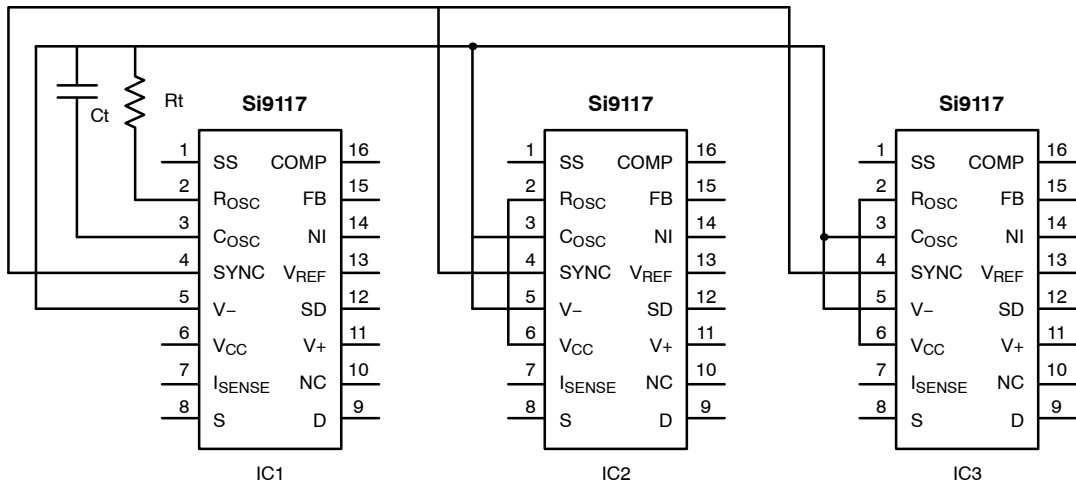 Ct
Rt
Si9117
1 SS COMP 16
2 ROSC FB 15
3 COSC NI 14
4 SYNC VREF 13
5 V− SD 12
6 VCC V+ 11
7 ISENSE NC 10
8 S D 9
IC1
Si9117
1 SS COMP 16
2 ROSC FB 15
3 COSC NI 14
4 SYNC VREF 13
5 V− SD 12
6 VCC V+ 11
7 ISENSE NC 10
8 S D 9
IC2
Si9117
1 SS COMP 16
2 ROSC FB 15
3 COSC NI 14
4 SYNC VREF 13
5 V− SD 12
6 VCC V+ 11
7 ISENSE NC 10
8 S D 9
IC3